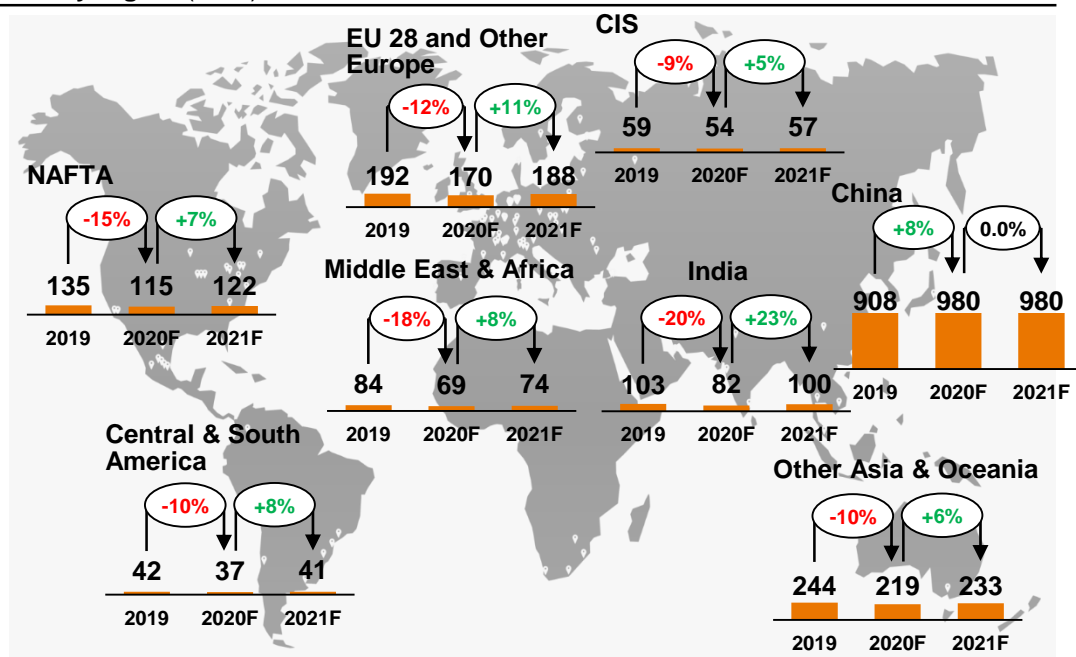 CIS
EU 28 and Other
Europe
-9%
+5%
59
54
57
2019
2020F
2021F
-12%
+11%
192
170
188
2019
2020F
2021F
NAFTA
-15%
+7%
135
115
122
2019
2020F
2021F
China
+8%
0.0%
908
980
980
2019
2020F
2021F
Middle East & Africa
-18%
+8%
84
69
74
2019
2020F
2021F
India
-20%
+23%
103
82
100
2019
2020F
2021F
Central & South
America
-10%
+8%
42
37
41
2019
2020F
2021F
Other Asia & Oceania
-10%
+6%
244
219
233
2019
2020F
2021F